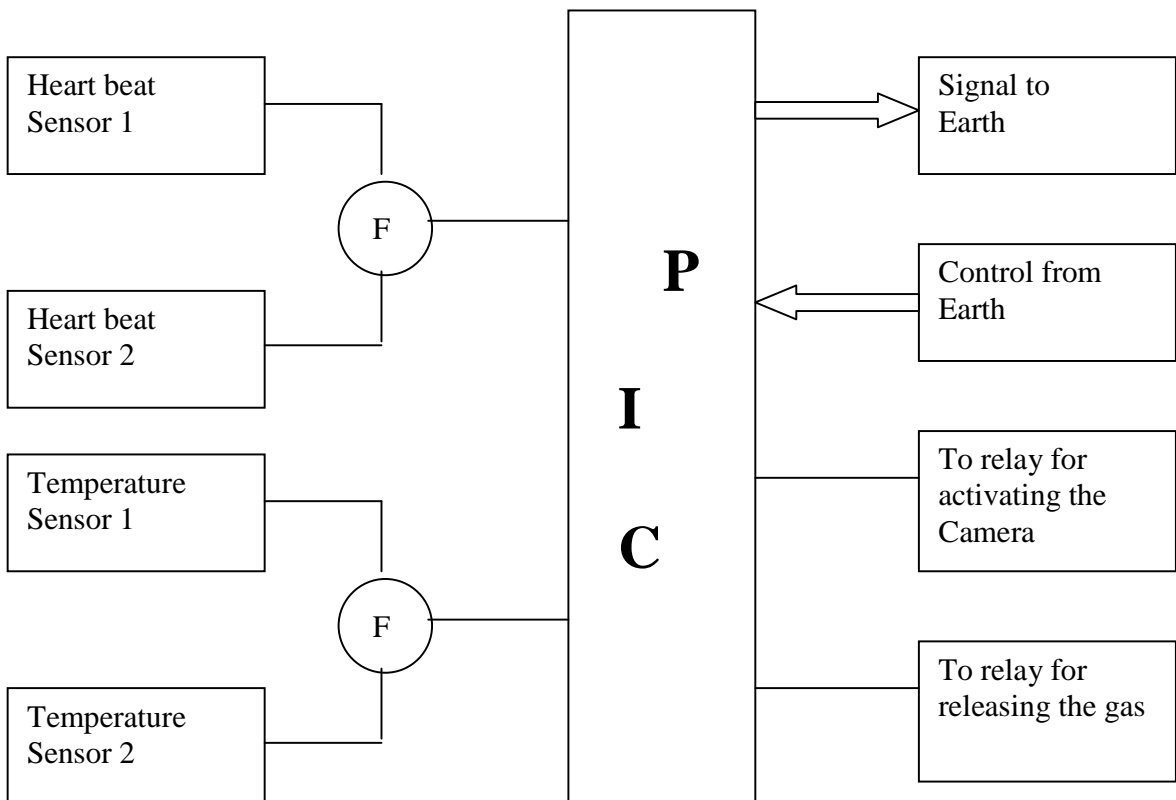 Heart beat
Sensor 1
Signal to
Earth
F
P
Control from
Earth
Heart beat
Sensor 2
I
Temperature
Sensor 1
To relay for
activating the
Camera
C
F
To relay for
releasing the gas
Temperature
Sensor 2